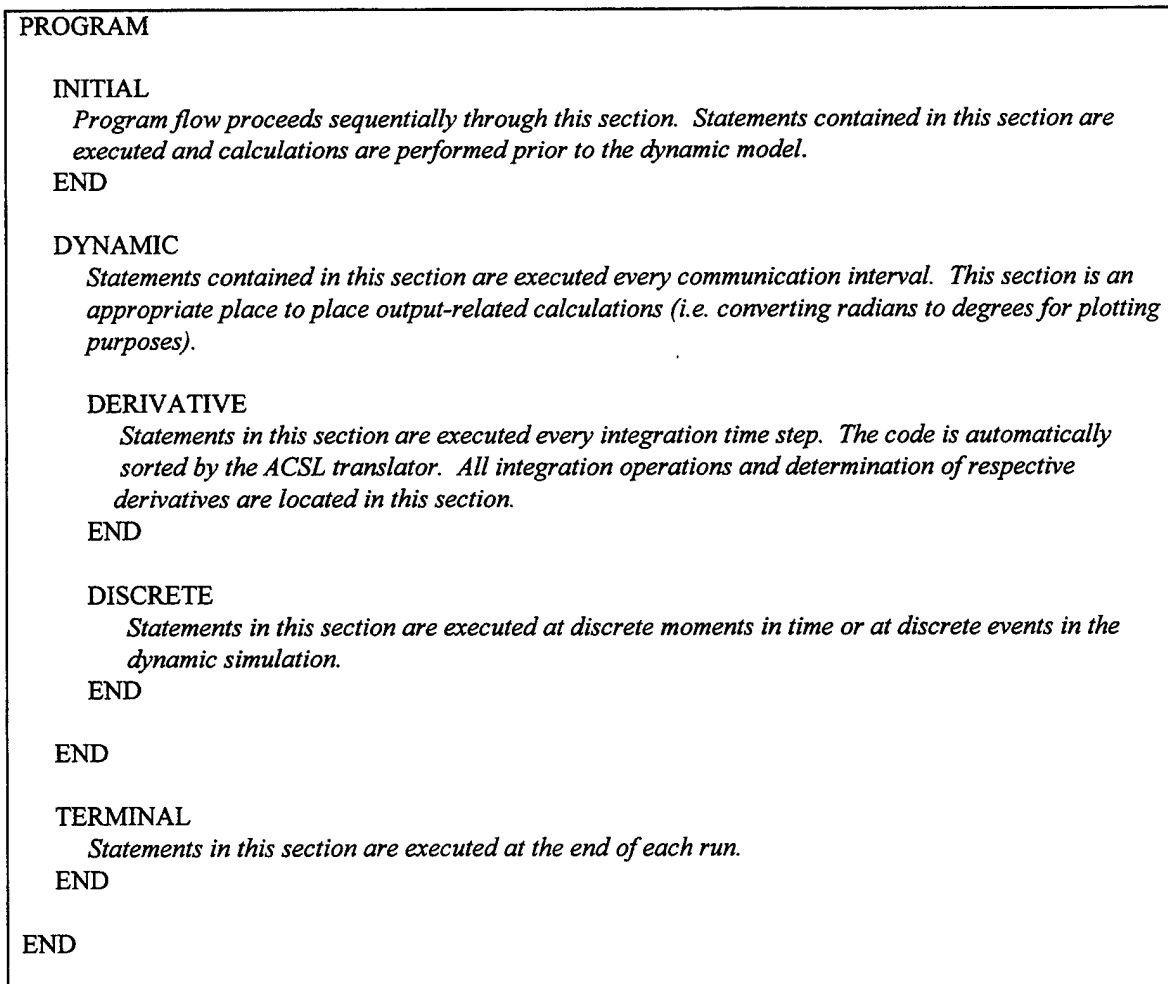 PROGRAM
INITIAL
Program flow proceeds sequentially through this section. Statements contained in this section are
executed and calculations are performed prior to the dynamic model.
END
DYNAMIC
Statements contained in this section are executed every communication interval. This section is an
appropriate place to place output-related calculations (i.e. converting radians to degrees for plotting
purposes).
DERIVATIVE
Statements in this section are executed every integration time step. The code is automatically
sorted by the ACSL translator. All integration operations and determination of respective
derivatives are located in this section.
END
DISCRETE
Statements in this section are executed at discrete moments in time or at discrete events in the
dynamic simulation.
END
END
TERMINAL
Statements in this section are executed at the end of each run.
END
END